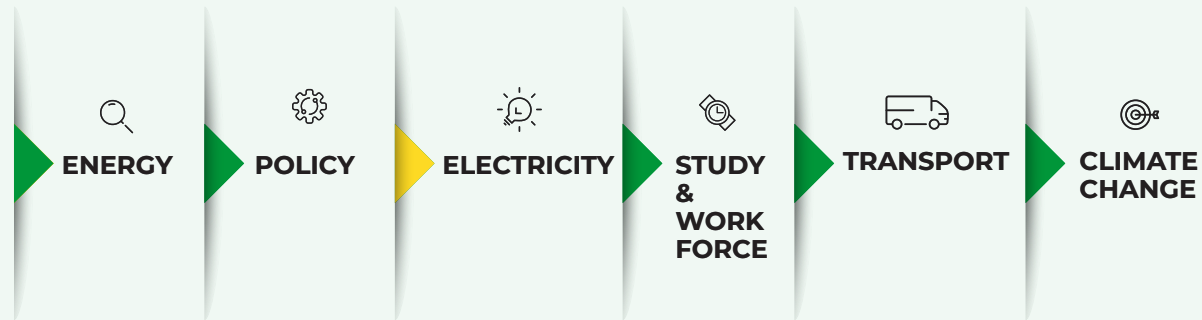 ENERGY
POLICY
ELECTRICITY
STUDY
&
WORK
FORCE
TRANSPORT
CLIMATE
CHANGE